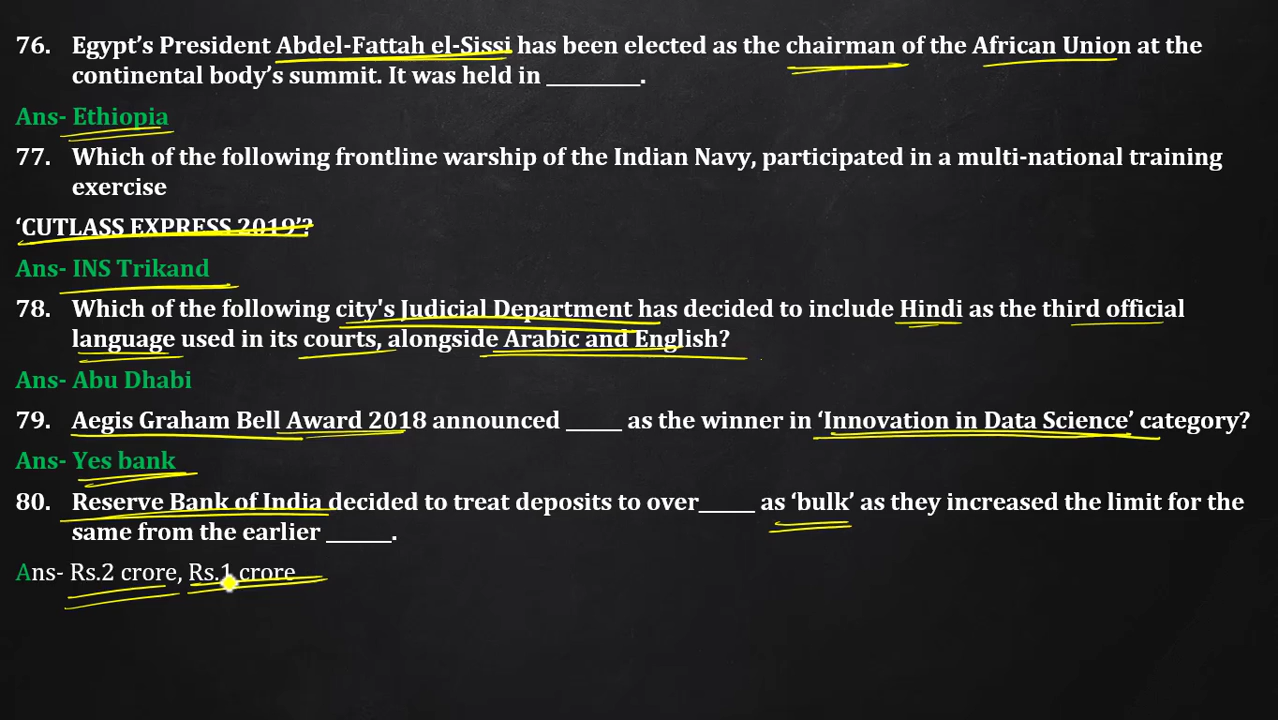 76. Egypt’s President Abdel-Fattah el-Sissi has been elected as the chairman of the African Union at the
continental body’s summit. It was held in __________.
Ans- Ethiopia
77. Which of the following frontline warship of the Indian Navy, participated in a multi-national training
exercise
‘CUTLASS EXPRESS 2019’?
Ans- INS Trikand
78. Which of the following city's Judicial Department has decided to include Hindi as the third official
language used in its courts, alongside Arabic and English?
Ans- Abu Dhabi
79. Aegis Graham Bell Award 2018 announced ______ as the winner in ‘Innovation in Data Science’ category?
Ans- Yes bank
80. Reserve Bank of India decided to treat deposits to over______ as ‘bulk’ as they increased the limit for the
same from the earlier _______.
Ans- Rs.2 crore, Rs.1 crore